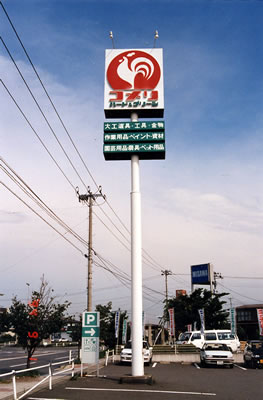 コメリ
ハード&グリーン
大工道具・工具・金物
作業用品・ペイント・資材
園芸用品・農具・ペット用品
P
MISAWA